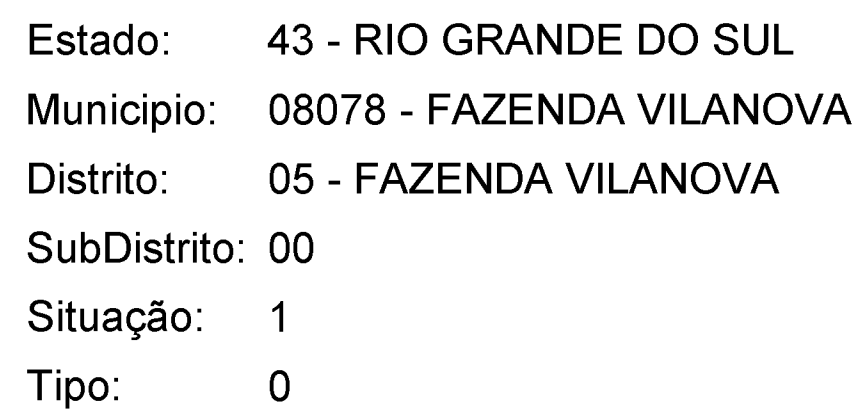 Estado: 43 - RIO GRANDE DO SUL
Municipio: 08078 - FAZENDA VILANOVA
Distrito: 05 - FAZENDA VILANOVA
SubDistrito: 00
Situação: 1
Tipo: 0